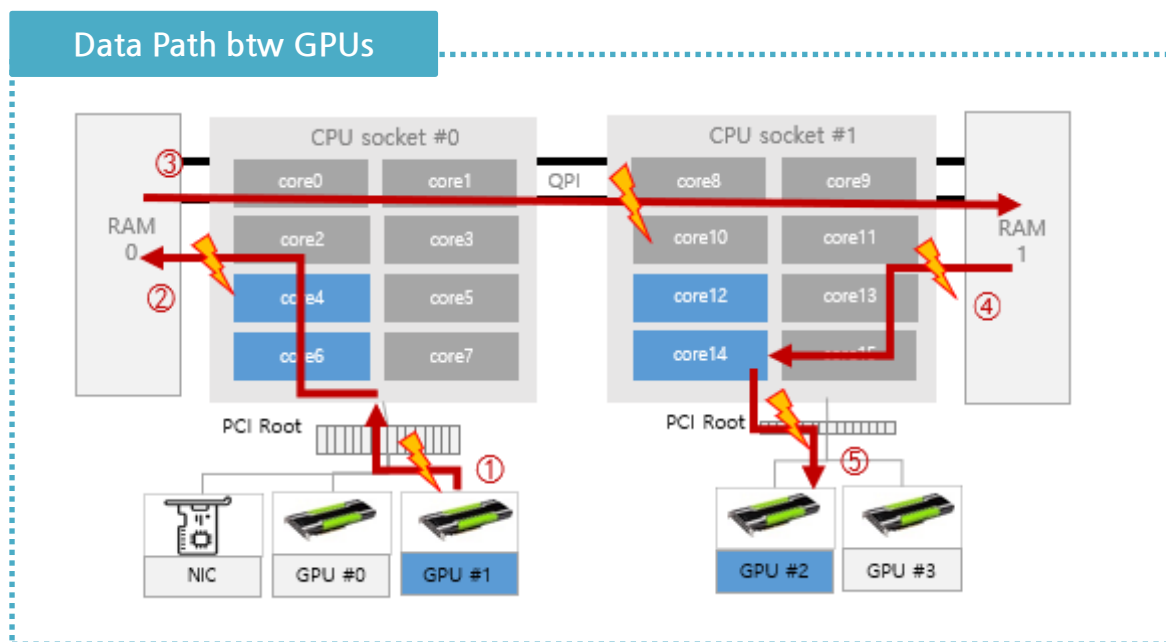 Data Path btw GPUs
CPU socket #0
CPU socket #1
③
core0
core1
QPI
core8
core9
RAM
0
core2
core3
core10
core11
RAM
1
②
core4
core5
core12
core13
④
core6
core7
core14
PCI Root
PCI Root
①
⑤
NIC
GPU #0
GPU #1
GPU #2
GPU #3